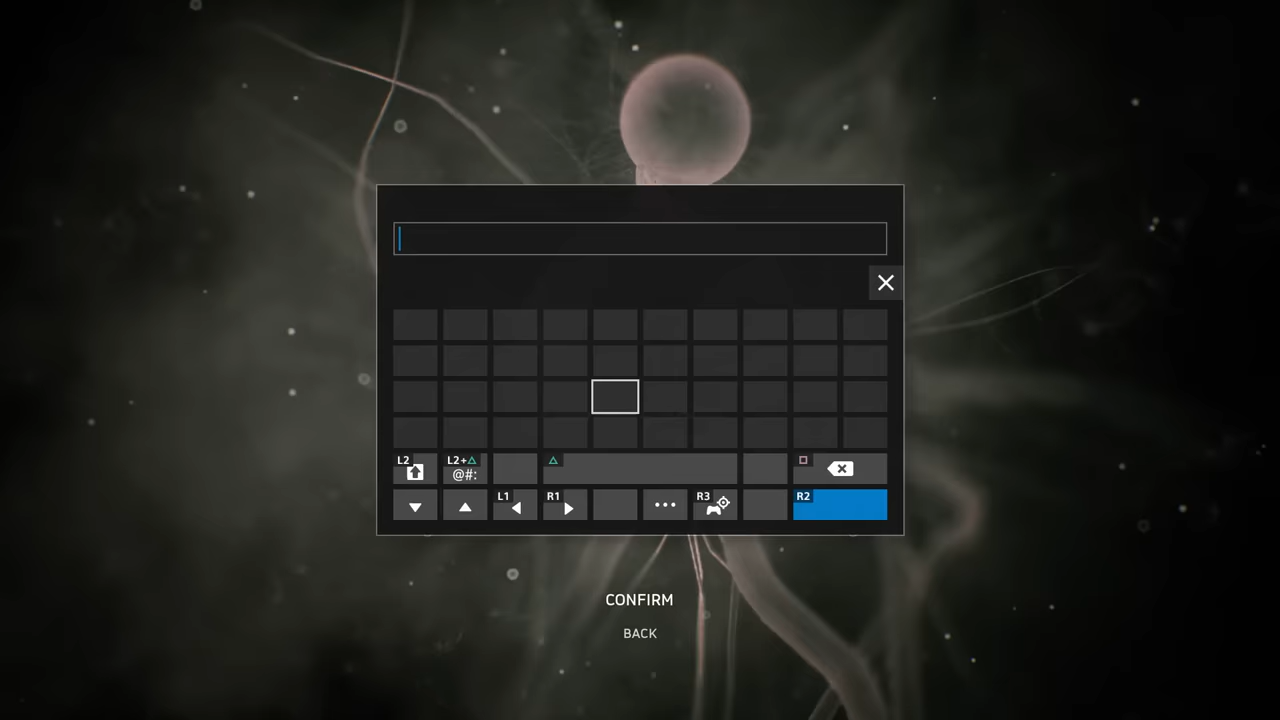 L2
L2+△
@#:
△
L1
R1
...
R3
R2
CONFIRM
BACK